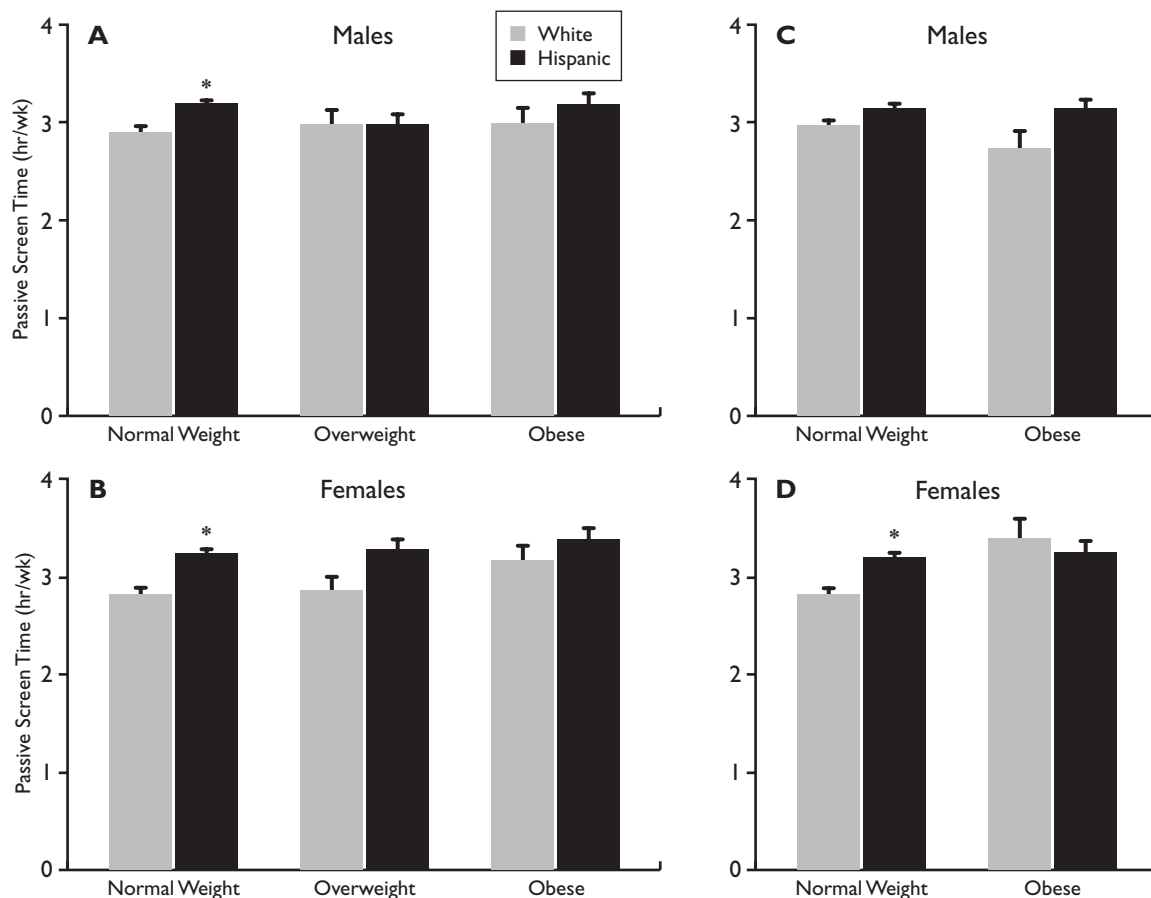 A
Males
White
Hispanic
Passive Screen Time (hr/wk)
4
3
2
1
0
*
Normal Weight
Overweight
Obese
C
Males
4
3
2
1
0
Normal Weight
Obese
B
Females
Passive Screen Time (hr/wk)
4
3
2
1
0
*
Normal Weight
Overweight
Obese
D
Females
4
3
2
1
0
*
Normal Weight
Obese